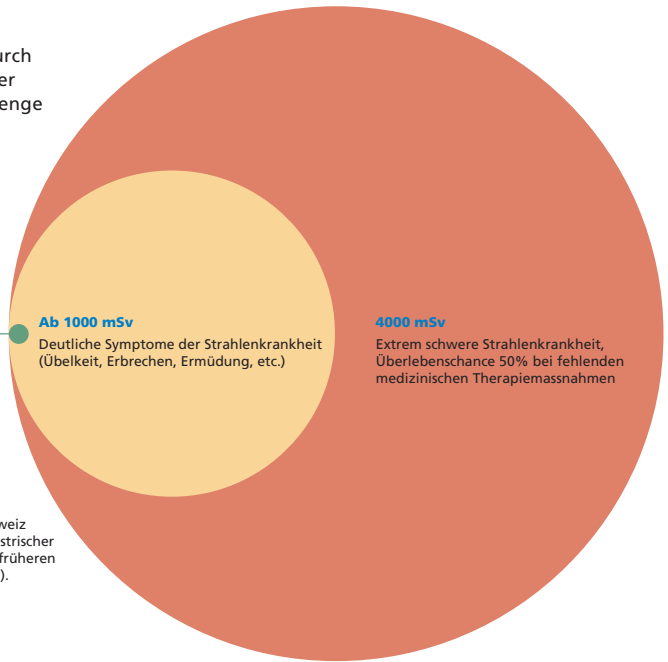 urch
er
enge
Ab 1000 mSv
Deutliche Symptome der Strahlenkrankheit
(Übelkeit, Erbrechen, Ermüdung, etc.)
4000 mSv
Extrem schwere Strahlenkrankheit,
Überlebenschance 50% bei fehlenden
medizinischen Therapiemassnahmen
weiz
strischer
früheren
).